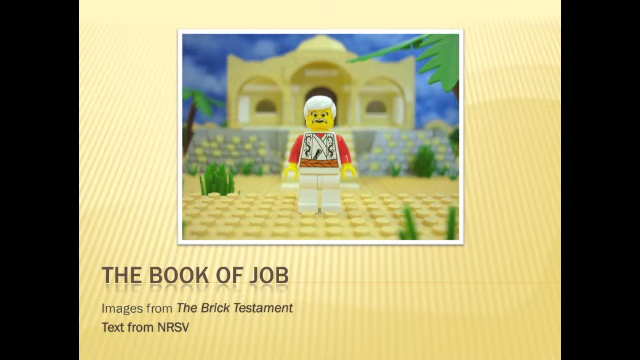 THE BOOK OF JOB
Images from The Brick Testament
Text from NRSV